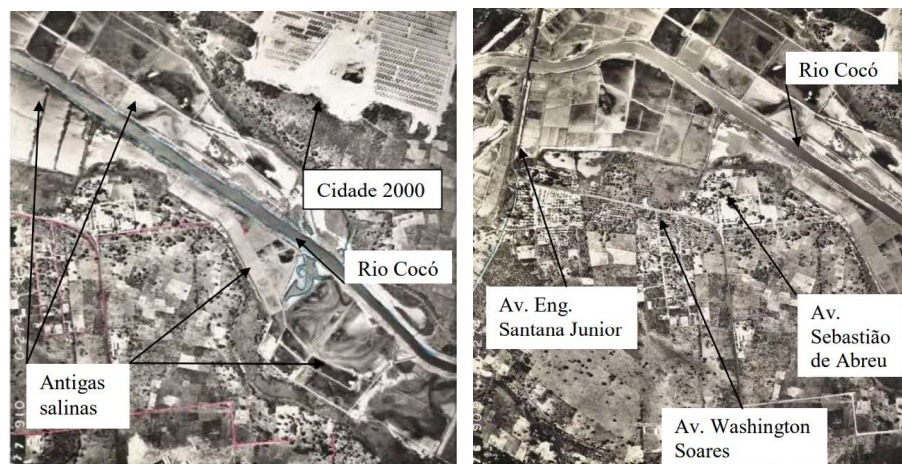 Cidade 2000
Rio Cocó
Antigas
salinas
Rio Cocó
Av. Eng.
Santana Junior
Av.
Sebastião
de Abreu
Av. Washington
Soares